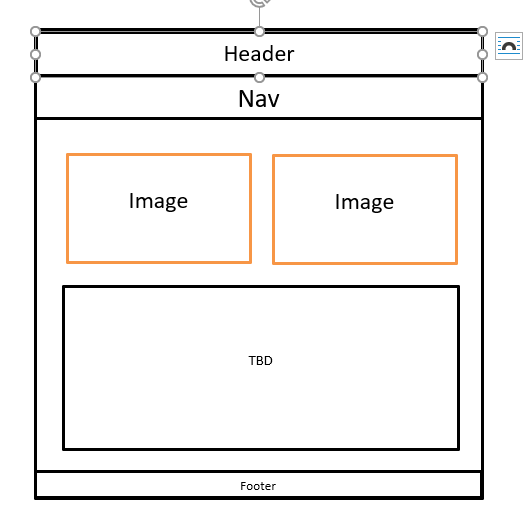 Header
Nav
Image
Image
TBD
Footer